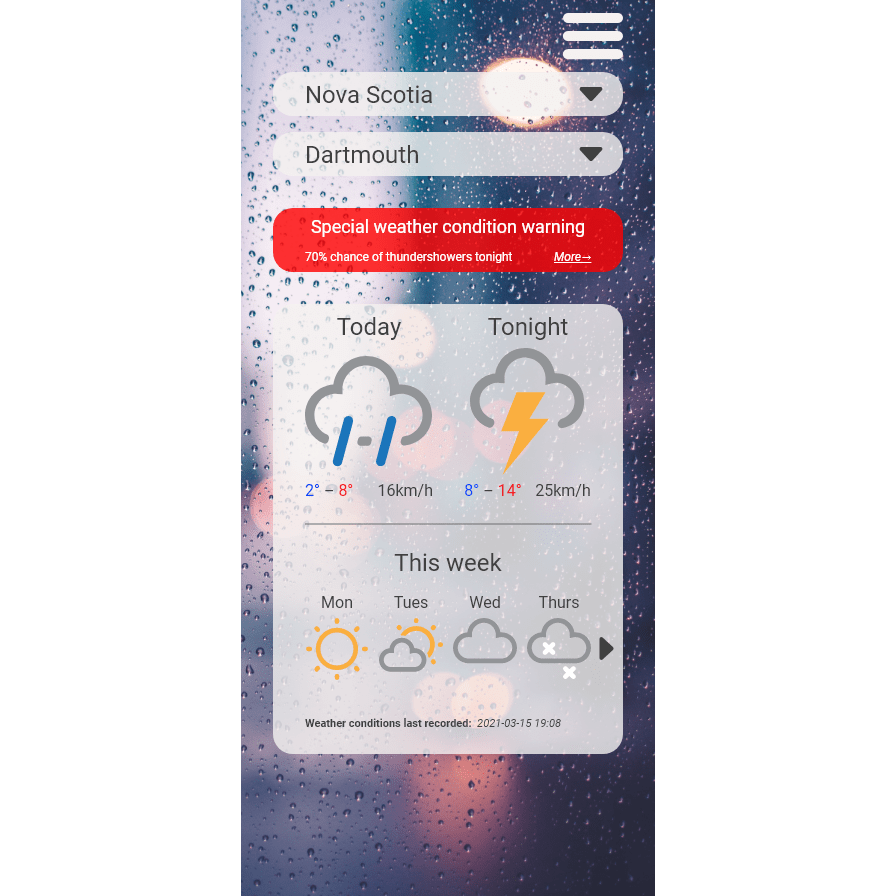 Nova Scotia
Dartmouth
Special weather condition warning
70% chance of thundershowers tonight More→
Today Tonight
2° – 8° 16km/h 8° – 14° 25km/h
This week
Mon Tues Wed Thurs
Weather conditions last recorded: 2021-03-15 19:08